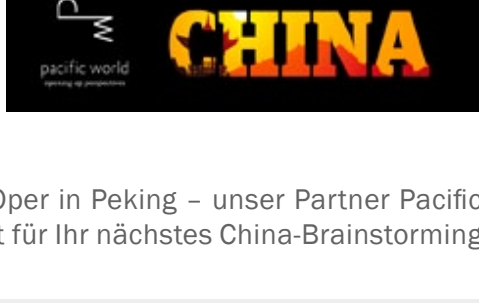 pacific world
opening up perspectives
CHINA
Oper in Peking – unser Partner Pacific
t für Ihr nächstes China-Brainstorming